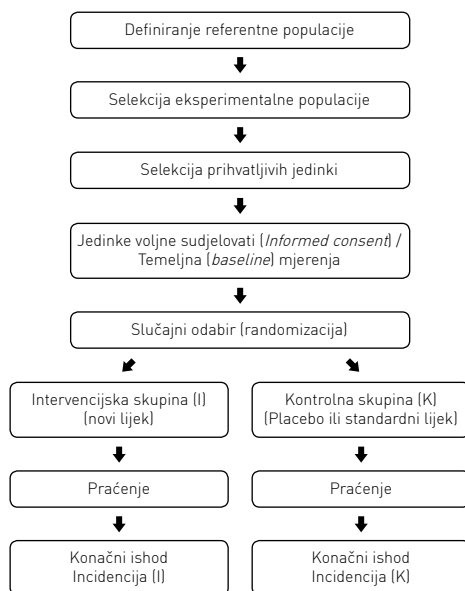 Definiranje referentne populacije
Selekcija eksperimentalne populacije
Selekcija prihvatljivih jedinki
Jedinke voljne sudjelovati (Informed consent) /
Temeljna (baseline) mjerenja
Slučajni odabir (randomizacija)
Intervencijska skupina (I)
(novi lijek)
Kontrolna skupina (K)
(Placebo ili standardni lijek)
Praćenje
Praćenje
Konačni ishod
Incidencija (I)
Konačni ishod
Incidencija (K)